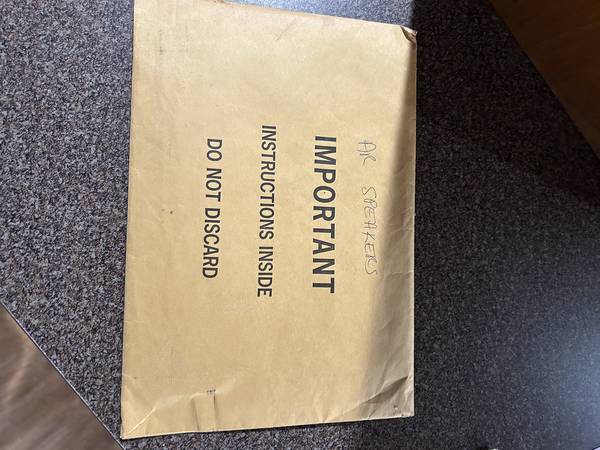 AR SPEAKERS
IMPORTANT
INSTRUCTIONS INSIDE
DO NOT DISCARD